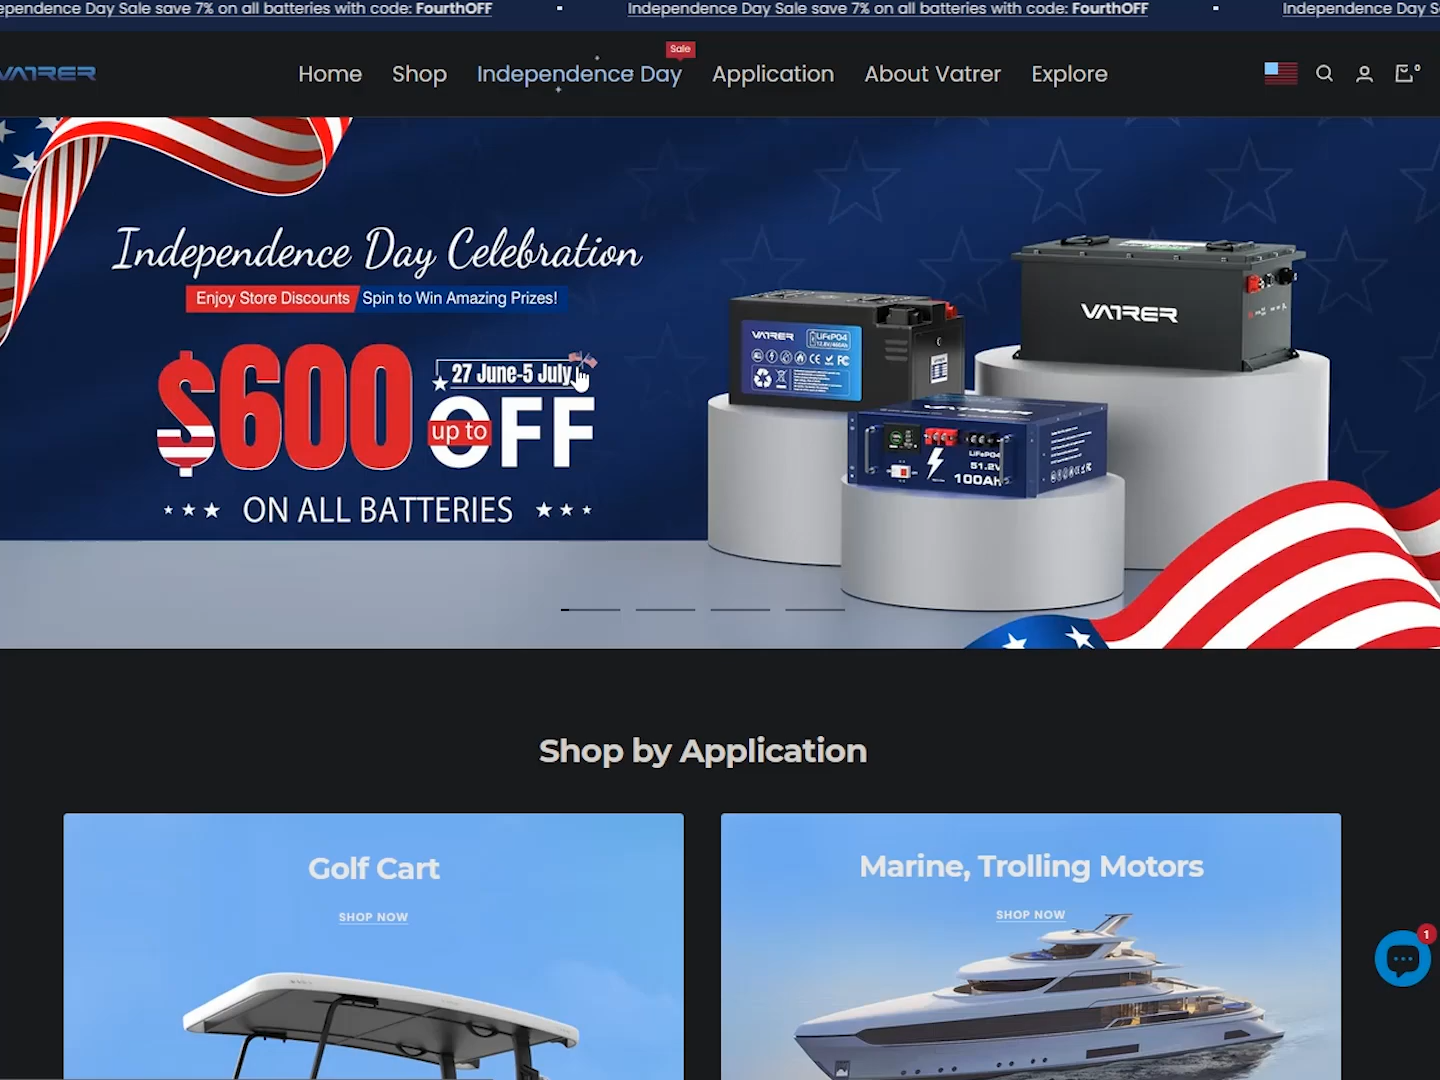 ependence Day Sale save 7% on all batteries with code: FourthOFF
Independence Day Sale save 7% on all batteries with code: FourthOFF
Independence Day S
VATRER
Home
Shop
Independence Day
Sale
Application
About Vatrer
Explore
0
Independence Day Celebration
Enjoy Store Discounts Spin to Win Amazing Prizes!
$600
27 June-5 July
up to
OFF
ON ALL BATTERIES
VATRER
LiFePO4
VATRER
LiFePO4
51.2V
100Ah
Shop by Application
Golf Cart
SHOP NOW
Marine, Trolling Motors
SHOP NOW
1